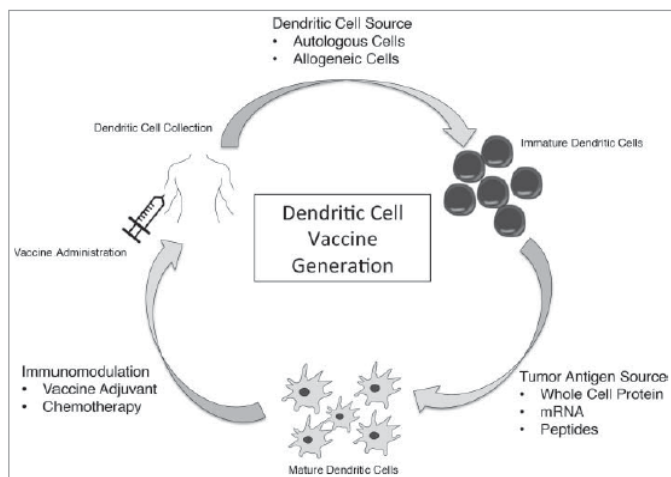 Dendritic Cell Source
• Autologous Cells
• Allogeneic Cells
Dendritic Cell Collection
Immature Dendritic Cells
Dendritic Cell
Vaccine
Generation
Vaccine Administration
Immunomodulation
• Vaccine Adjuvant
• Chemotherapy
Tumor Antigen Source
• Whole Cell Protein
• mRNA
• Peptides
Mature Dendritic Cells